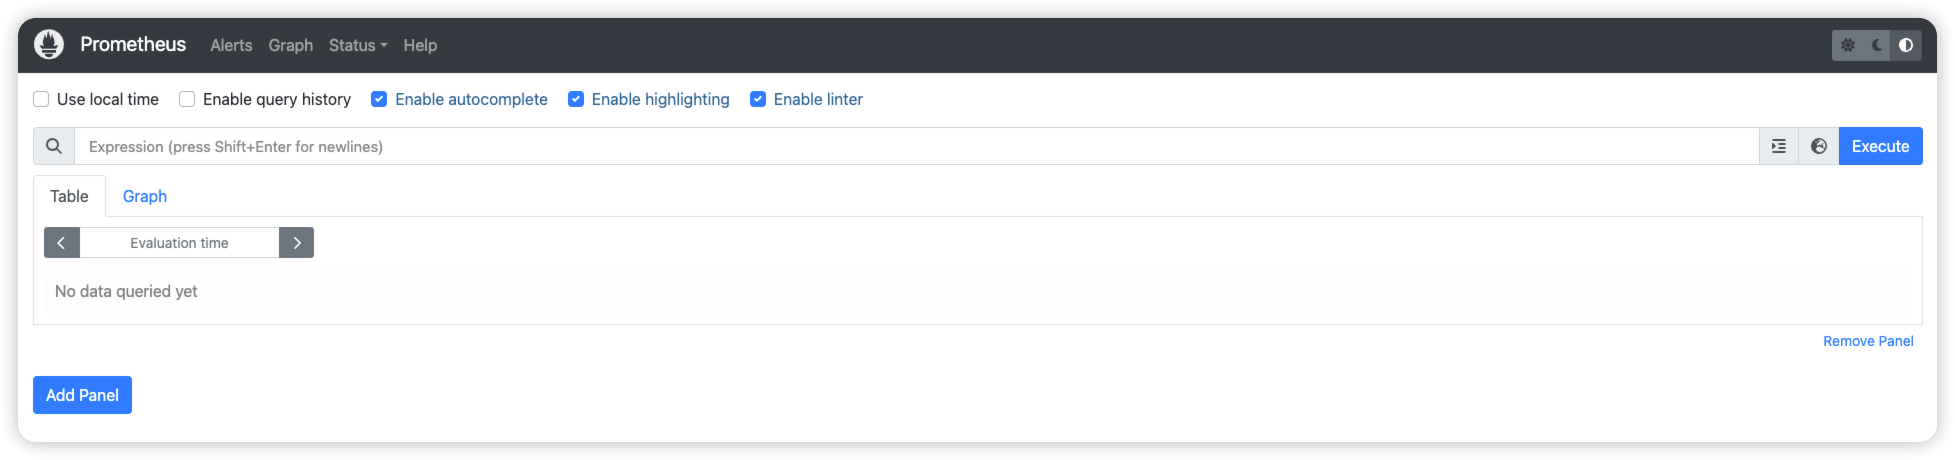 Prometheus Alerts Graph Status Help
Use local time Enable query history Enable autocomplete Enable highlighting Enable linter
Expression (press Shift+Enter for newlines) Execute
Table Graph
Evaluation time
No data queried yet
Remove Panel
Add Panel